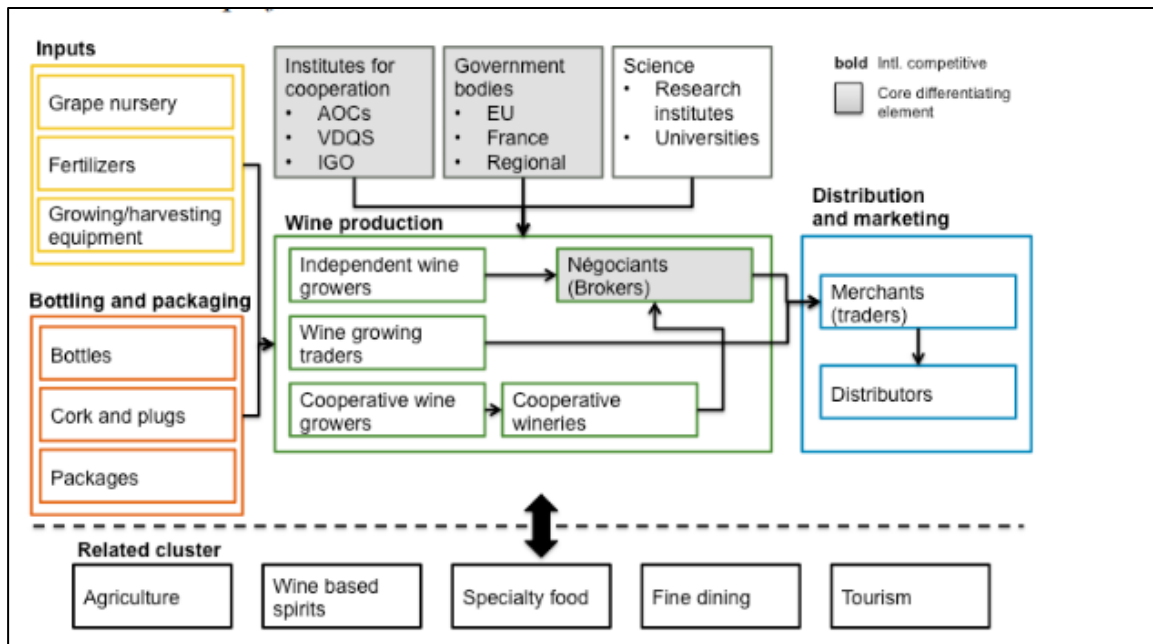 Inputs
Grape nursery
Fertilizers
Growing/harvesting
equipment
Bottling and packaging
Bottles
Cork and plugs
Packages
Institutes for
cooperation
• AOCs
• VDQS
• IGO
Government
bodies
• EU
• France
• Regional
Science
• Research
institutes
• Universities
bold Intl. competitive
Core differentiating
element
Wine production
Independent wine
growers
Négociants
(Brokers)
Wine growing
traders
Cooperative wine
growers
Cooperative
wineries
Distribution
and marketing
Merchants
(traders)
Distributors
Related cluster
Agriculture
Wine based
spirits
Specialty food
Fine dining
Tourism